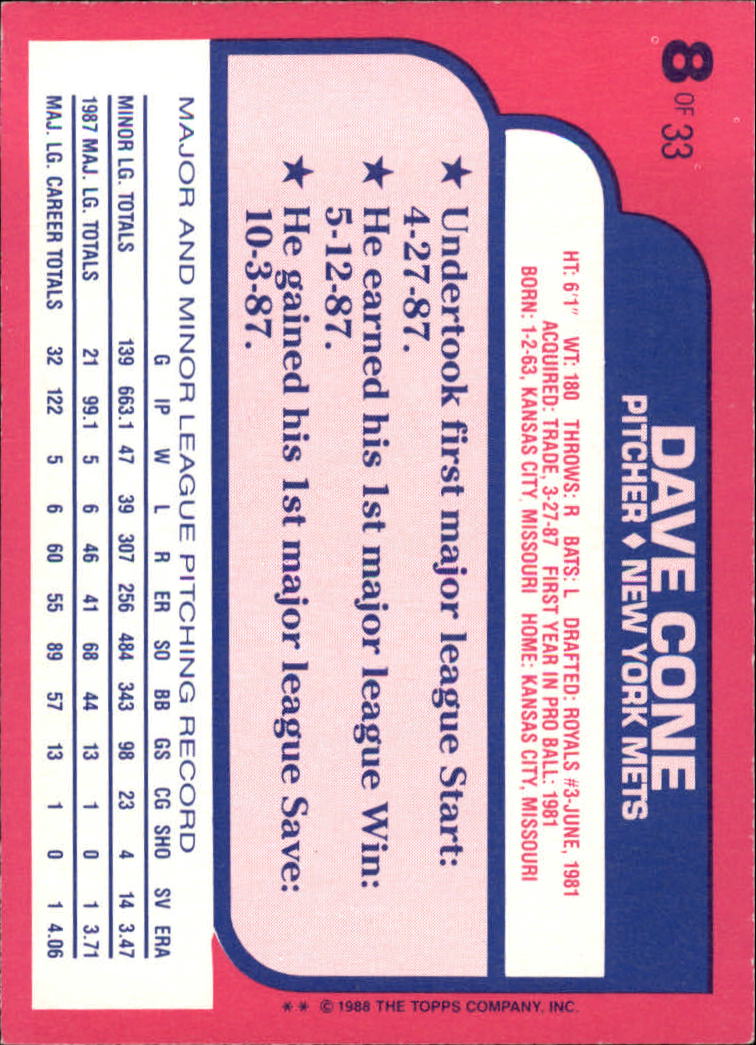 8 OF 33
DAVE CONE
PITCHER ♦ NEW YORK METS
HT: 6'1" WT: 180 THROWS: R BATS: L DRAFTED: ROYALS #3-JUNE, 1981
ACQUIRED: TRADE, 3-27-87 FIRST YEAR IN PRO BALL: 1981
BORN: 1-2-63, KANSAS CITY, MISSOURI HOME: KANSAS CITY, MISSOURI
★ Undertook first major league Start:
4-27-87.
★ He earned his 1st major league Win:
5-12-87.
★ He gained his 1st major league Save:
10-3-87.
MAJOR AND MINOR LEAGUE PITCHING RECORD
G IP W L R ER SO BB GS CG SHO SV ERA
MINOR LG. TOTALS 139 663.1 47 39 307 256 484 343 98 23 4 14 3.47
1987 MAJ. LG. TOTALS 21 99.1 5 6 46 41 68 44 13 1 0 1 3.71
MAJ. LG. CAREER TOTALS 32 122 5 6 60 55 89 57 13 1 0 1 4.06
** © 1988 THE TOPPS COMPANY, INC.